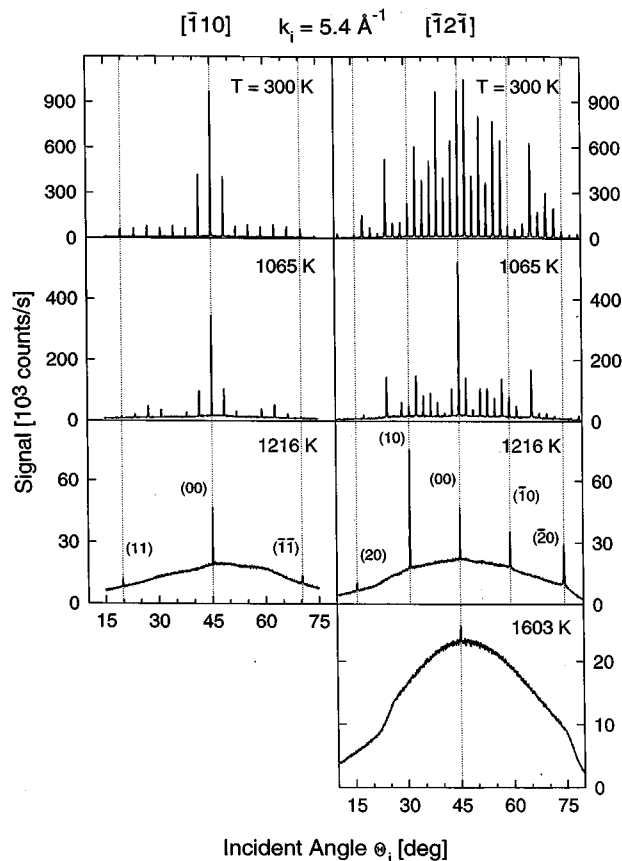 [1̄10] kᵢ = 5.4 Å⁻¹ [1̄21̄]
T = 300 K T = 300 K
900 900
600 600
300 300
0 0
1065 K 1065 K
400 400
200 200
0 0
Signal [10³ counts/s]
1216 K (10) 1216 K
60 60
(00) (00) (1̄0)
30 30
(11) (1̄1̄) (20) (2̄0)
0 0
1603 K
15 30 45 60 75
20
10
0
15 30 45 60 75
Incident Angle Θᵢ [deg]